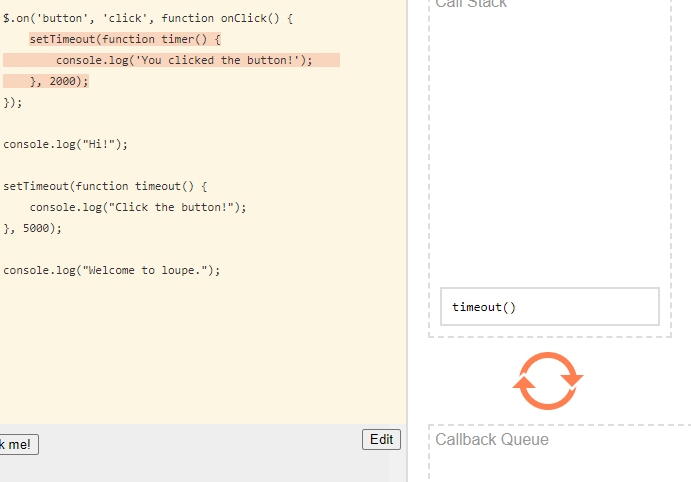 $.on('button', 'click', function onClick() {
    setTimeout(function timer() {
        console.log('You clicked the button!');
    }, 2000);
});
console.log("Hi!");
setTimeout(function timeout() {
    console.log("Click the button!");
}, 5000);
console.log("Welcome to loupe.");
k me!
Edit
Call Stack
timeout()
Callback Queue